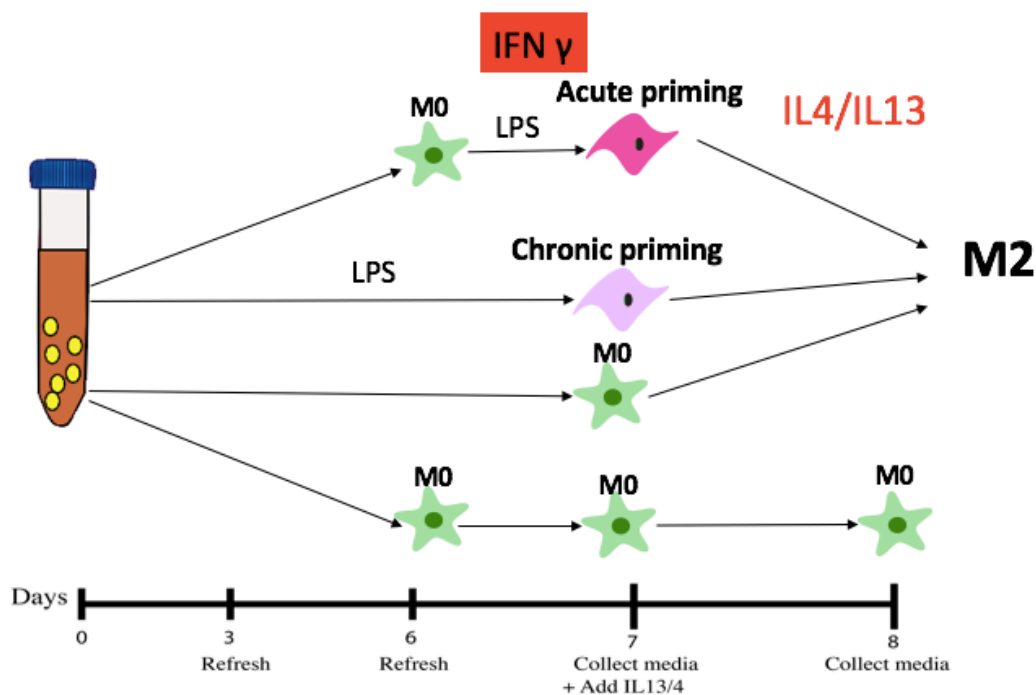 IFN γ
Acute priming
IL4/IL13
M0
LPS
M2
Chronic priming
LPS
M0
M0
M0
M0
Days
0
3
6
7
8
Refresh
Refresh
Collect media
+ Add IL13/4
Collect media